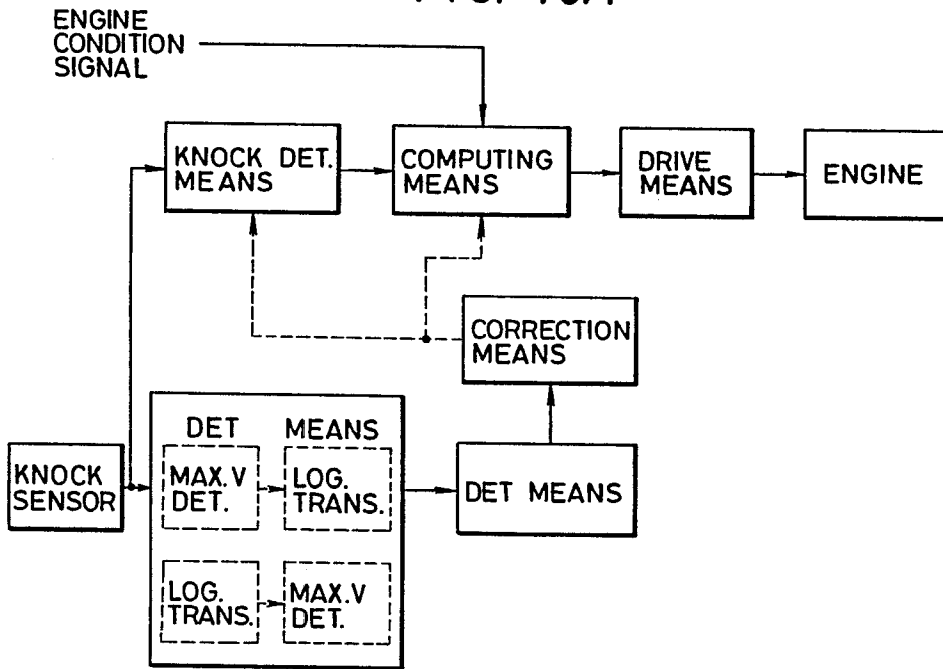 ENGINE
CONDITION
SIGNAL
KNOCK DET.
MEANS
COMPUTING
MEANS
DRIVE
MEANS
ENGINE
CORRECTION
MEANS
KNOCK
SENSOR
DET MEANS
MAX.V
DET.
LOG.
TRANS.
LOG.
TRANS.
MAX.V
DET.
DET MEANS